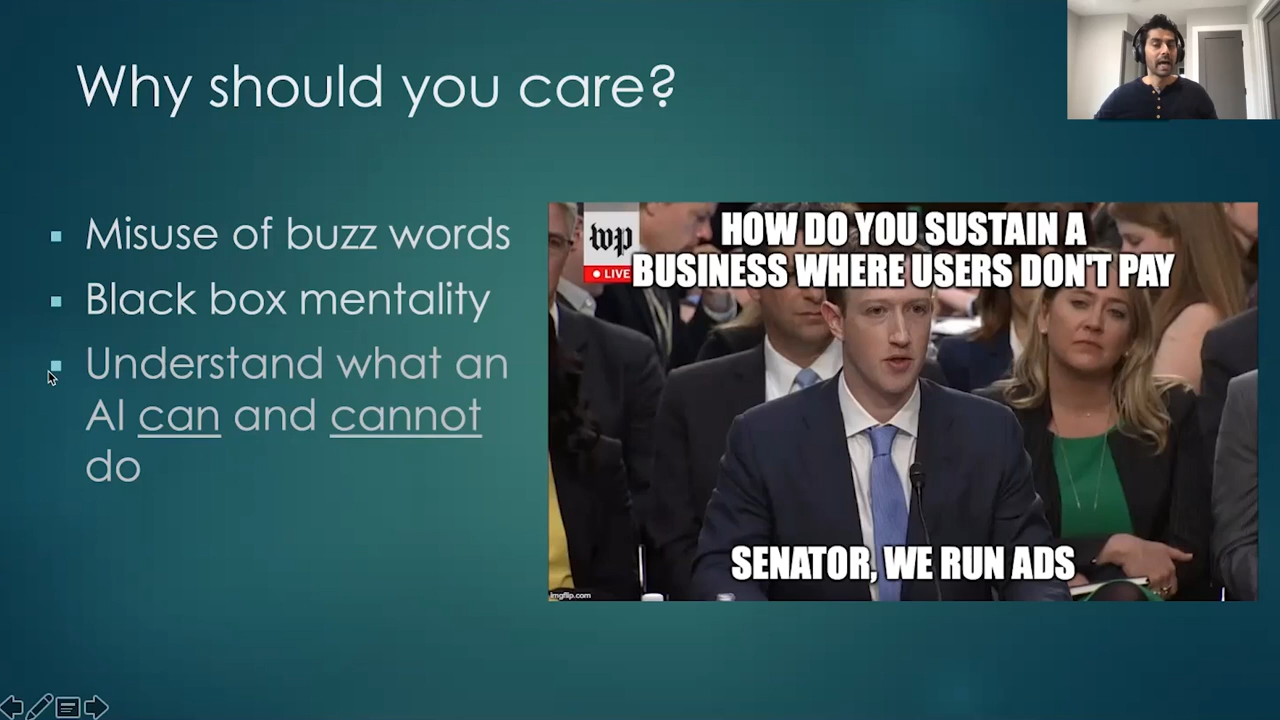 Why should you care?
Misuse of buzz words
Black box mentality
Understand what an
AI can and cannot
do
wp
LIVE
HOW DO YOU SUSTAIN A
BUSINESS WHERE USERS DON'T PAY
SENATOR, WE RUN ADS
imgflip.com